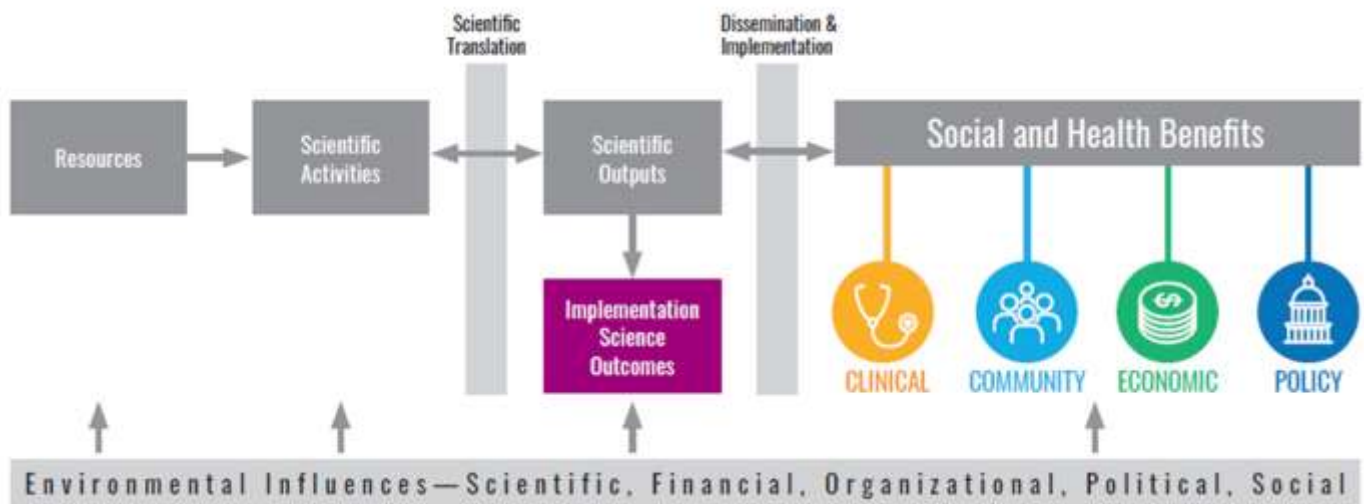 Scientific
Translation
Dissemination &
Implementation
Resources
Scientific
Activities
Scientific
Outputs
Social and Health Benefits
Implementation
Science
Outcomes
CLINICAL
COMMUNITY
ECONOMIC
POLICY
Environmental Influences—Scientific, Financial, Organizational, Political, Social